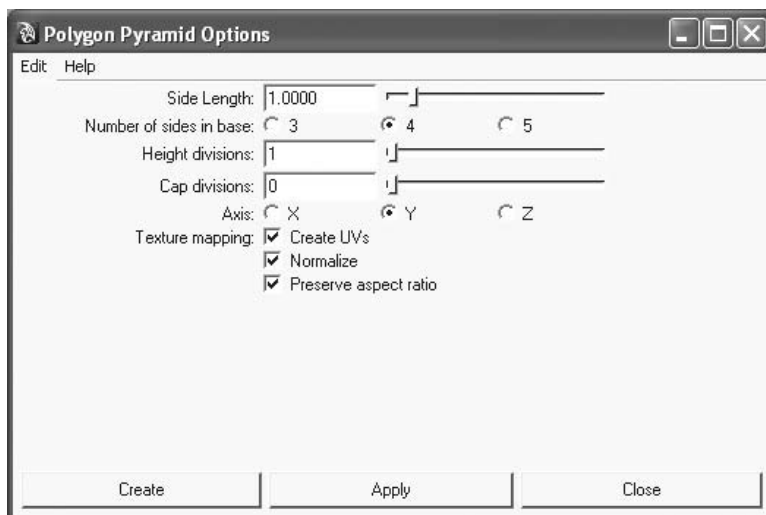 Polygon Pyramid Options
Edit Help
Side Length: 1.0000
Number of sides in base: 3 4 5
Height divisions: 1
Cap divisions: 0
Axis: X Y Z
Texture mapping: Create UVs
Normalize
Preserve aspect ratio
Create Apply Close